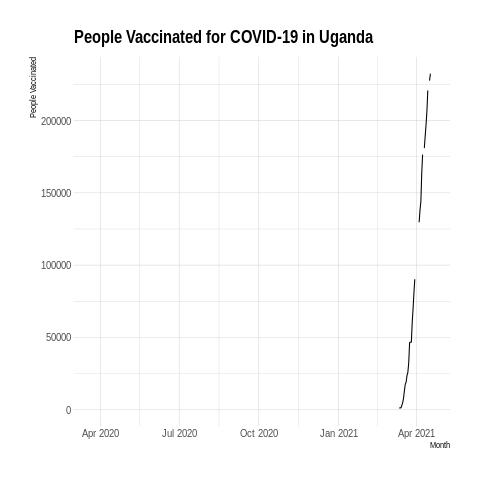 People Vaccinated for COVID-19 in Uganda
People Vaccinated
200000
150000
100000
50000
0
Apr 2020 Jul 2020 Oct 2020 Jan 2021 Apr 2021
Month